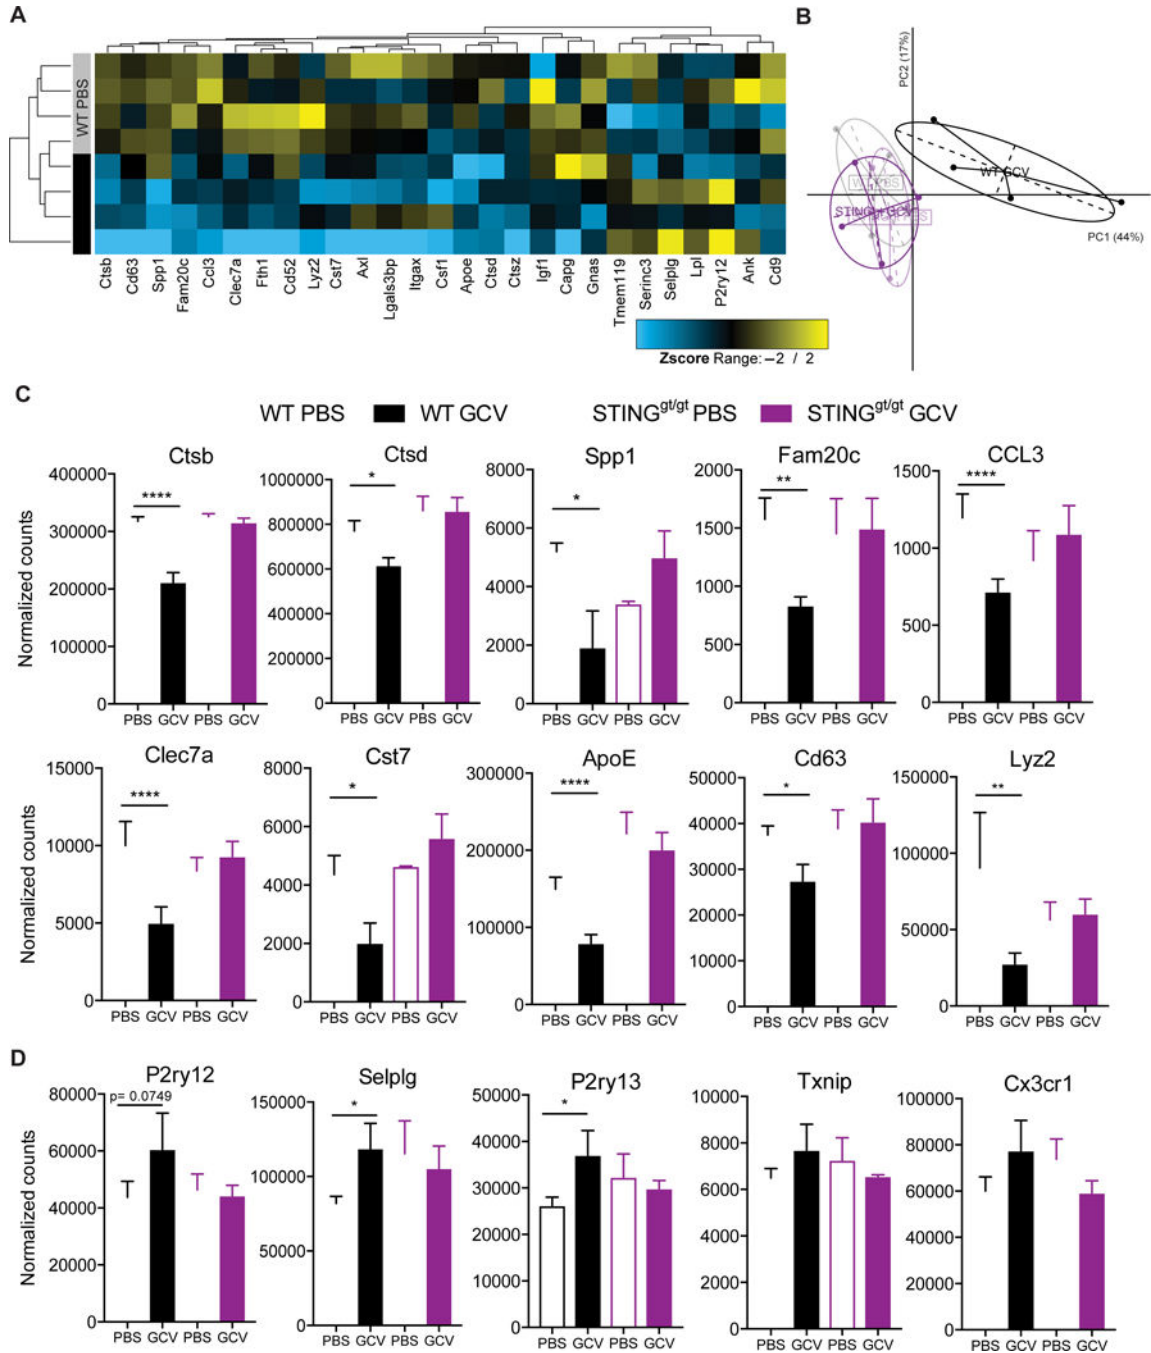 A
B
WT PBS
Ctsb Cd63 Spp1 Fam20c Ccl3 Clec7a Fth1 Cd52 Lyz2 Cst7 Axl Lgals3bp Itgax Csf1 Apoe Ctsd Ctsz Igf1 Capg Gnas Tmem119 Serinc3 Selplg Lpl P2ry12 Ank Cd9
Zscore Range: −2 / 2
PC2 (17%)
WT GCV
PC1 (44%)
C
WT PBS WT GCV STINGgt/gt PBS STINGgt/gt GCV
Ctsb Ctsd Spp1 Fam20c CCL3
Normalized counts
400000 300000 200000 100000 0
****
PBS GCV PBS GCV
1000000 800000 600000 400000 200000 0
*
PBS GCV PBS GCV
8000 6000 4000 2000 0
*
PBS GCV PBS GCV
2000 1500 1000 500 0
**
PBS GCV PBS GCV
1500 1000 500 0
****
PBS GCV PBS GCV
Clec7a Cst7 ApoE Cd63 Lyz2
Normalized counts
15000 10000 5000 0
****
PBS GCV PBS GCV
8000 6000 4000 2000 0
*
PBS GCV PBS GCV
300000 200000 100000 0
****
PBS GCV PBS GCV
50000 40000 30000 20000 10000 0
*
PBS GCV PBS GCV
150000 100000 50000 0
**
PBS GCV PBS GCV
D
P2ry12 Selplg P2ry13 Txnip Cx3cr1
Normalized counts
80000 60000 40000 20000 0
p= 0.0749
PBS GCV PBS GCV
150000 100000 50000 0
*
PBS GCV PBS GCV
50000 40000 30000 20000 10000 0
*
PBS GCV PBS GCV
10000 8000 6000 4000 2000 0
PBS GCV PBS GCV
100000 80000 60000 40000 20000 0
PBS GCV PBS GCV